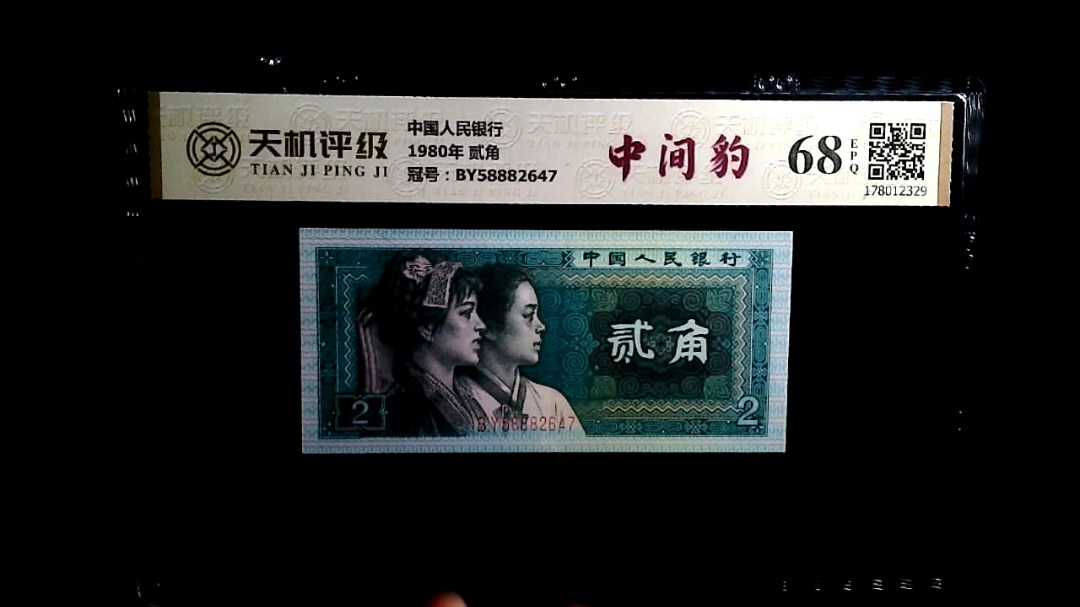 天机评级
TIAN JI PING JI
中国人民银行
1980年 贰角
冠号：BY58882647
中间豹
68
EPQ
178012329
中国人民银行
贰角
2
2
BY58882647